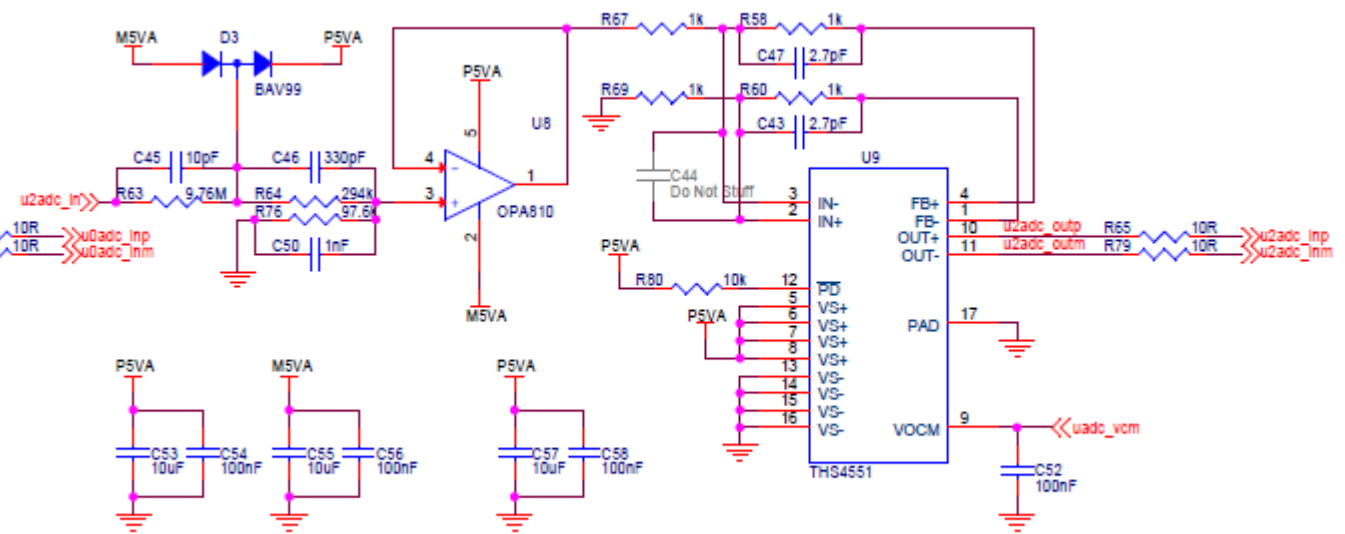 R67 1k R58 1k
M5VA D3 P5VA
C47 2.7pF
BAV99
P5VA
R69 1k R60 1k
U8
C43 2.7pF
5
C45 10pF C46 330pF
4
U9
1
C44
Do Not Stuff
u2adc_in R63 9.76M R64 294k
3
OPA810
3 IN- FB+ 4
R76 97.6k
2 IN+ FB- 1
10R u0adc_inp
OUT+ 10 u2adc_outp R65 10R u2adc_inp
10R u0adc_inm
OUT- 11 u2adc_outm R79 10R u2adc_inm
C50 1nF
2
P5VA
R80 10k 12 PD
5 VS+
M5VA
P5VA 6 VS+
PAD 17
7 VS+
8 VS+
P5VA M5VA P5VA
13 VS-
14 VS-
15 VS-
16 VS-
VOCM 9 uadc_vcm
C53 C54 C55 C56 C57 C58
10uF 100nF 10uF 100nF 10uF 100nF
THS4551
C52
100nF